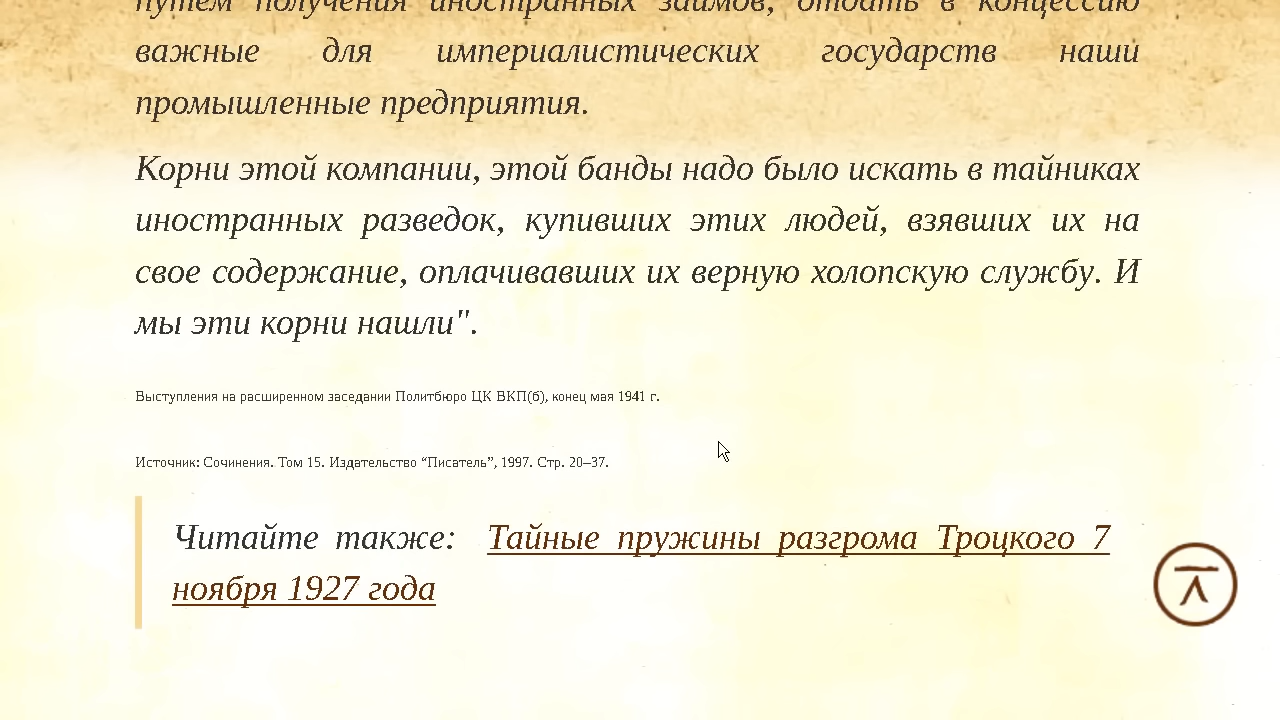 путем получения иностранных займов, отдать в концессию
важные для империалистических государств наши
промышленные предприятия.
Корни этой компании, этой банды надо было искать в тайниках
иностранных разведок, купивших этих людей, взявших их на
свое содержание, оплачивавших их верную холопскую службу. И
мы эти корни нашли".
Выступления на расширенном заседании Политбюро ЦК ВКП(б), конец мая 1941 г.
Источник: Сочинения. Том 15. Издательство “Писатель”, 1997. Стр. 20–37.
Читайте также: Тайные пружины разгрома Троцкого 7
ноября 1927 года